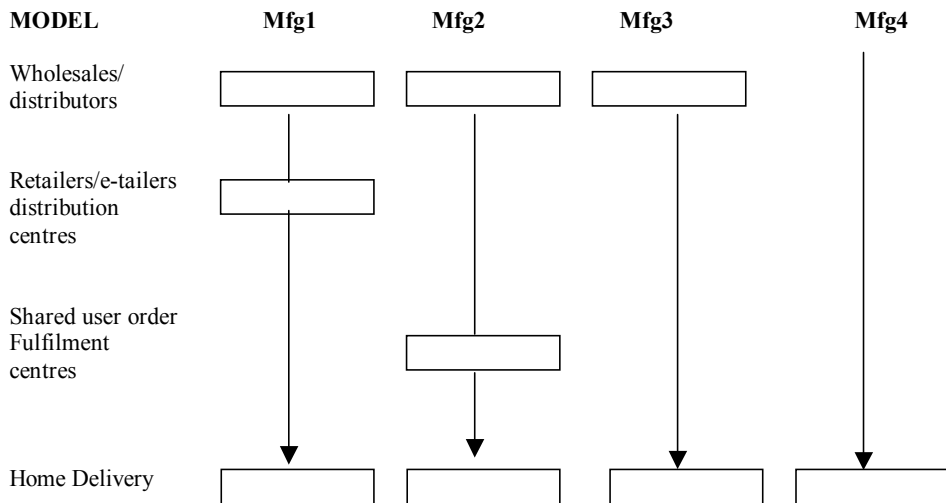 MODEL Mfg1 Mfg2 Mfg3 Mfg4
Wholesales/
distributors
Retailers/e-tailers
distribution
centres
Shared user order
Fulfilment
centres
Home Delivery